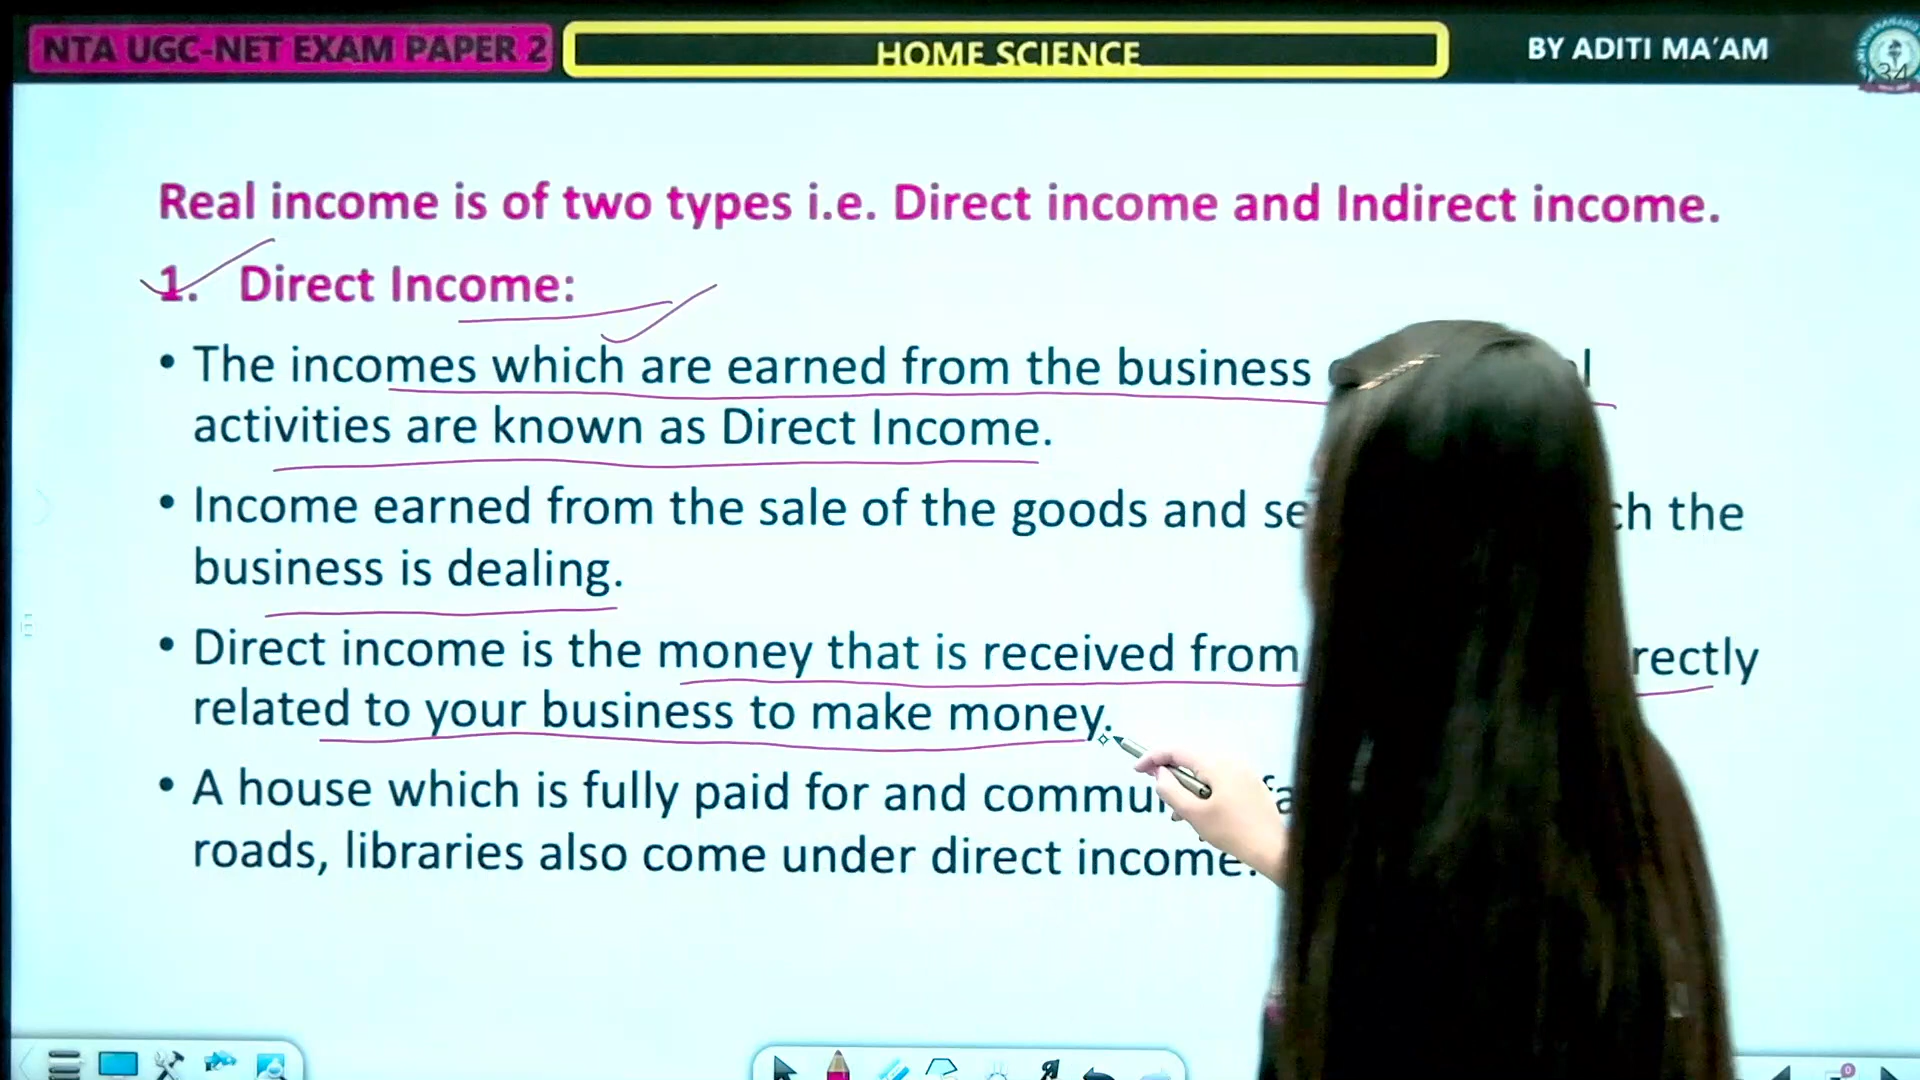 NTA UGC-NET EXAM PAPER 2
HOME SCIENCE
BY ADITI MA'AM
34
Real income is of two types i.e. Direct income and Indirect income.
1. Direct Income:
• The incomes which are earned from the business
activities are known as Direct Income.
• Income earned from the sale of the goods and the
business is dealing.
• Direct income is the money that is received from
related to your business to make money.
• A house which is fully paid for and
roads, libraries also come under direct income.
0